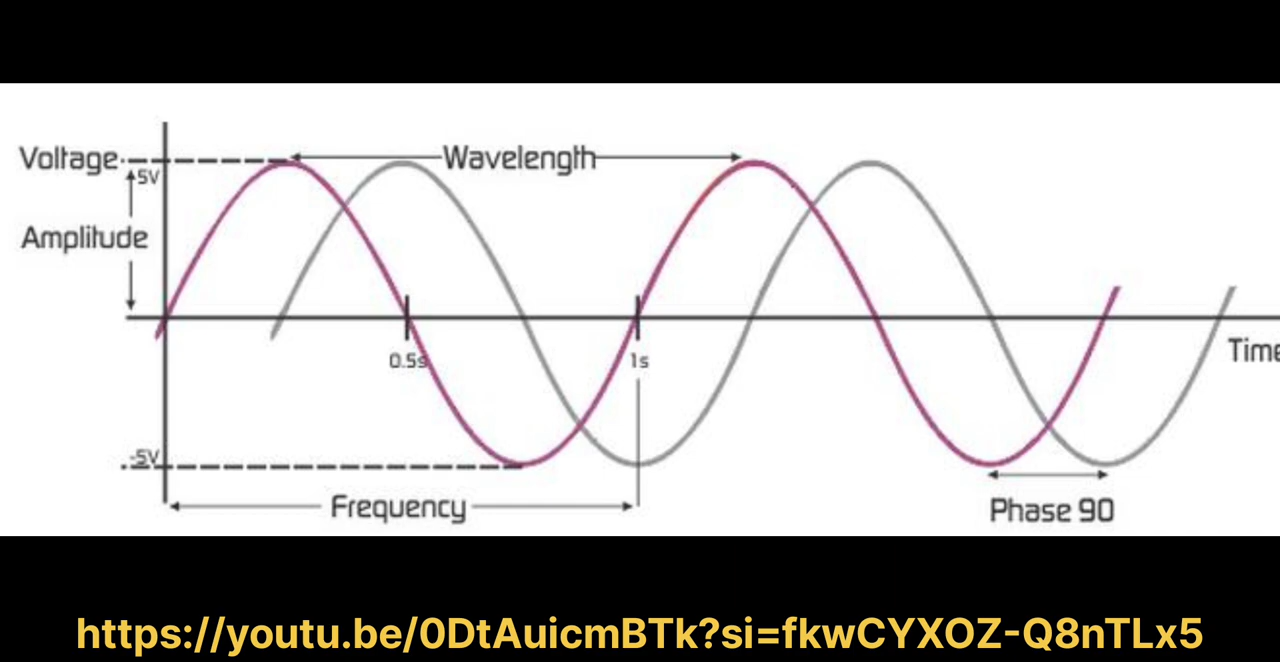 Voltage
Wavelength
5V
Amplitude
0.5s
1s
Time
-5V
Frequency
Phase 90
https://youtu.be/0DtAuicmBTk?si=fkwCYXOZ-Q8nTLx5